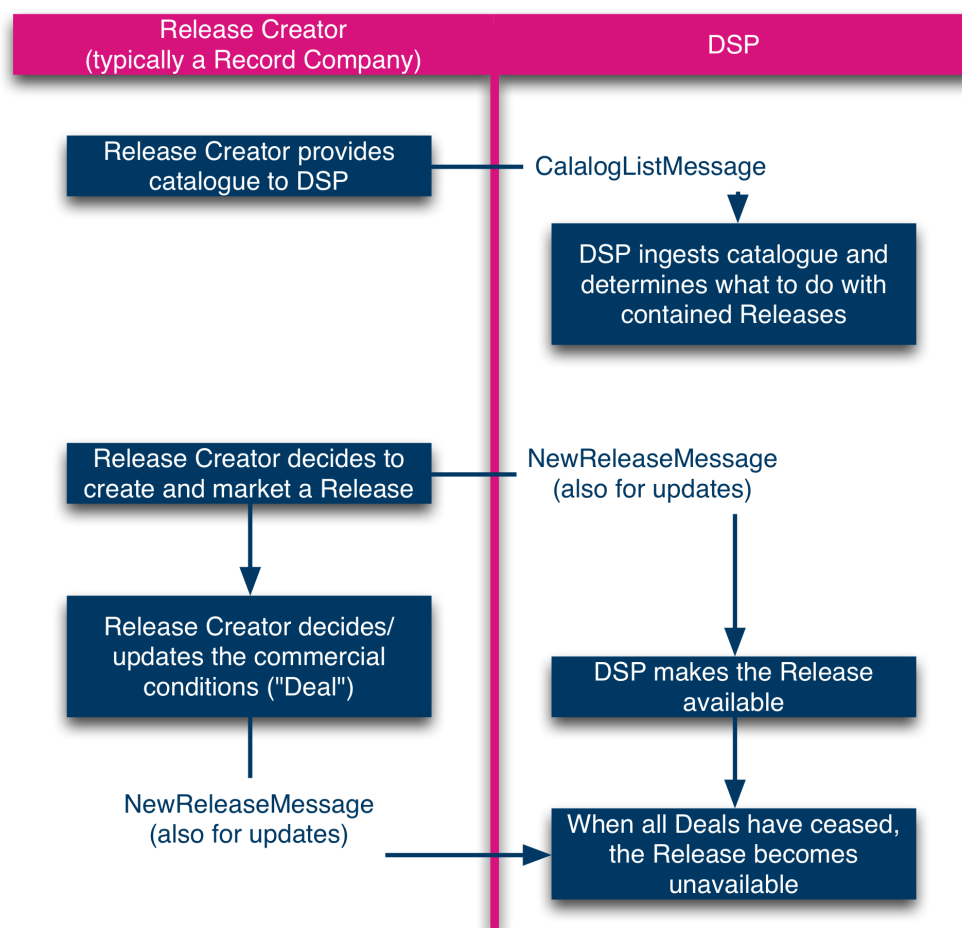 Release Creator
(typically a Record Company)
DSP
Release Creator provides
catalogue to DSP
CalalogListMessage
DSP ingests catalogue and
determines what to do with
contained Releases
Release Creator decides to
create and market a Release
NewReleaseMessage
(also for updates)
Release Creator decides/
updates the commercial
conditions ("Deal")
DSP makes the Release
available
NewReleaseMessage
(also for updates)
When all Deals have ceased,
the Release becomes
unavailable